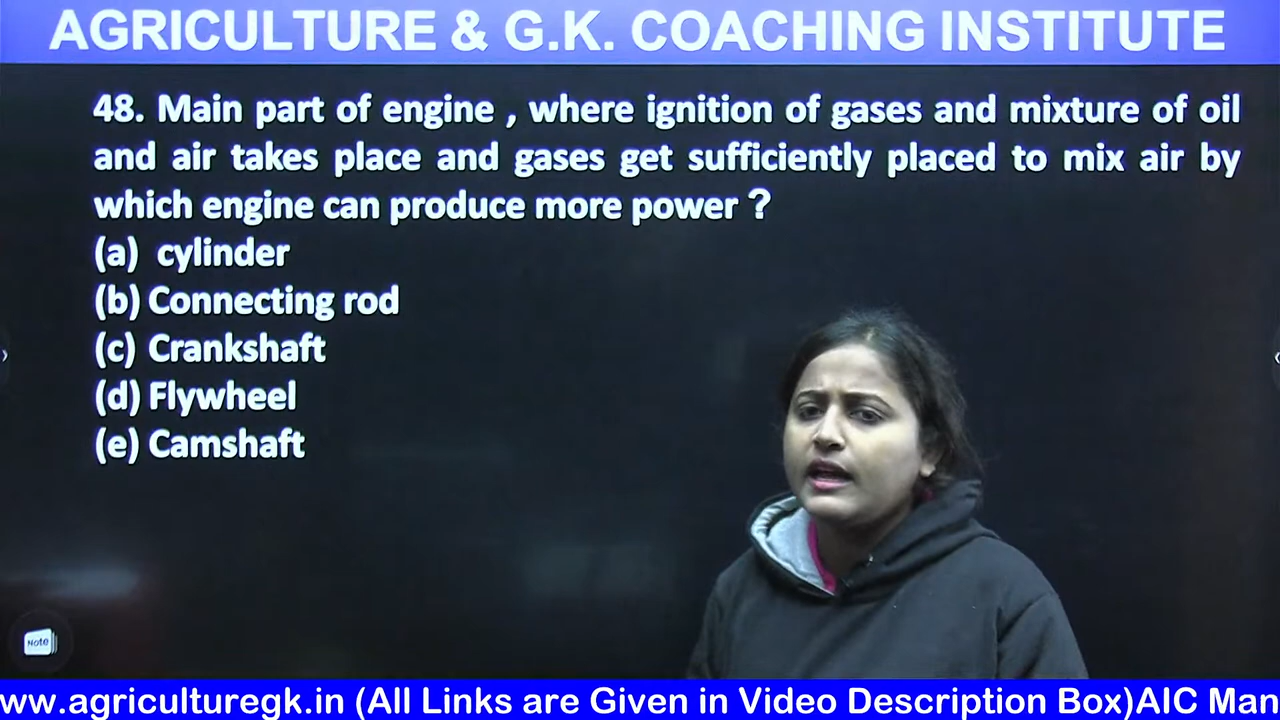 AGRICULTURE & G.K. COACHING INSTITUTE
48. Main part of engine , where ignition of gases and mixture of oil
and air takes place and gases get sufficiently placed to mix air by
which engine can produce more power ?
(a) cylinder
(b) Connecting rod
(c) Crankshaft
(d) Flywheel
(e) Camshaft
Note
ww.agriculturegk.in (All Links are Given in Video Description Box)AIC Man